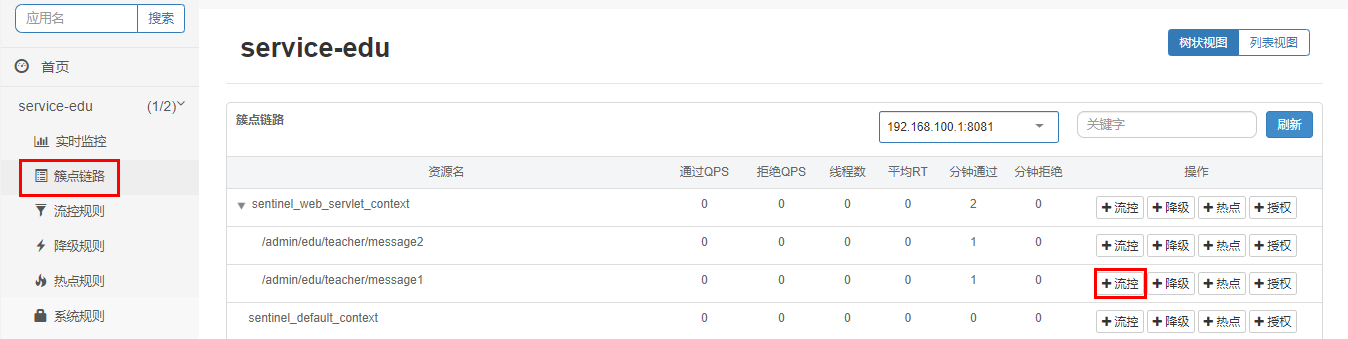 应用名 搜索
首页
service-edu (1/2)
实时监控
簇点链路
流控规则
降级规则
热点规则
系统规则
service-edu 树状视图 列表视图
簇点链路 192.168.100.1:8081 关键字 刷新
资源名 通过QPS 拒绝QPS 线程数 平均RT 分钟通过 分钟拒绝 操作
sentinel_web_servlet_context 0 0 0 0 2 0 +流控 +降级 +热点 +授权
/admin/edu/teacher/message2 0 0 0 0 1 0 +流控 +降级 +热点 +授权
/admin/edu/teacher/message1 0 0 0 0 1 0 +流控 +降级 +热点 +授权
sentinel_default_context 0 0 0 0 0 0 +流控 +降级 +热点 +授权